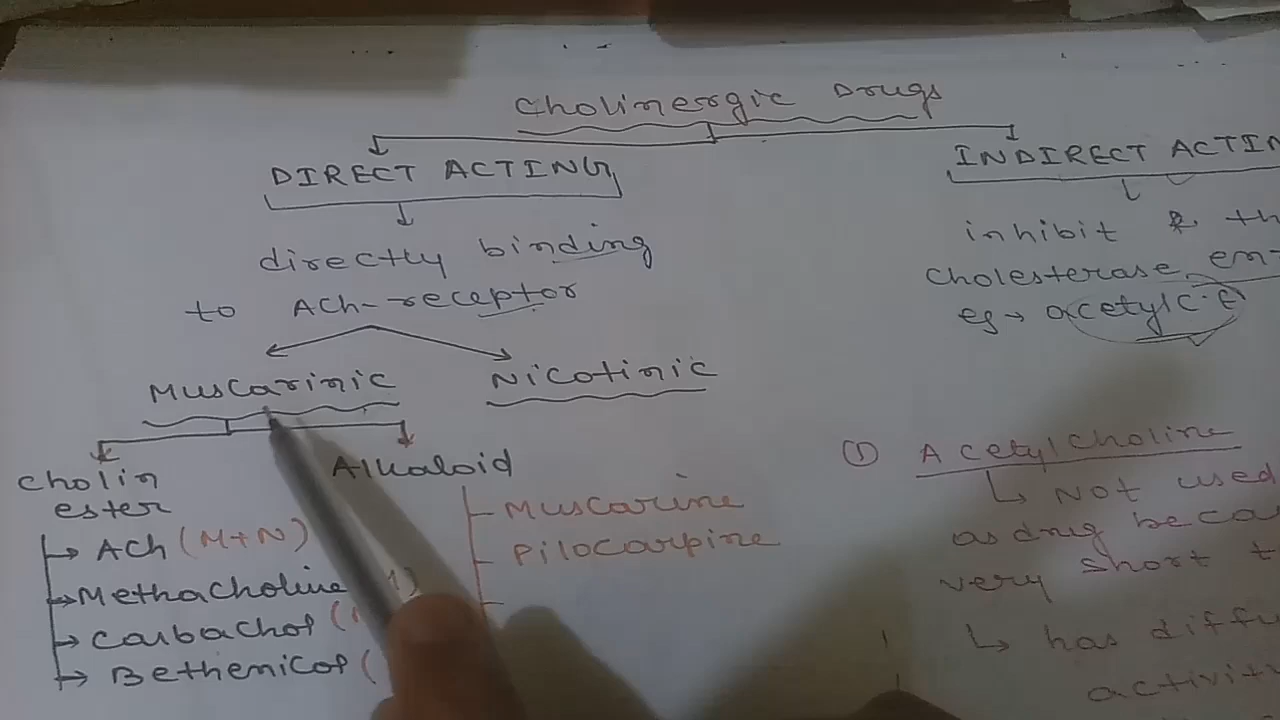 Cholinergic Drugs
DIRECT ACTING
directly binding
to ACh-receptor
Muscarinic
Nicotinic
cholin
ester
ACh (M+N)
Methacholine
Carbachol
Bethenicol
Alkaloid
Muscarine
Pilocarpine
INDIRECT ACTIN
inhibit
cholesterase
eg → acetylc.E
① Acetylcholine
↳ Not used
as drug becau
very short t
↳ has diffu
activit